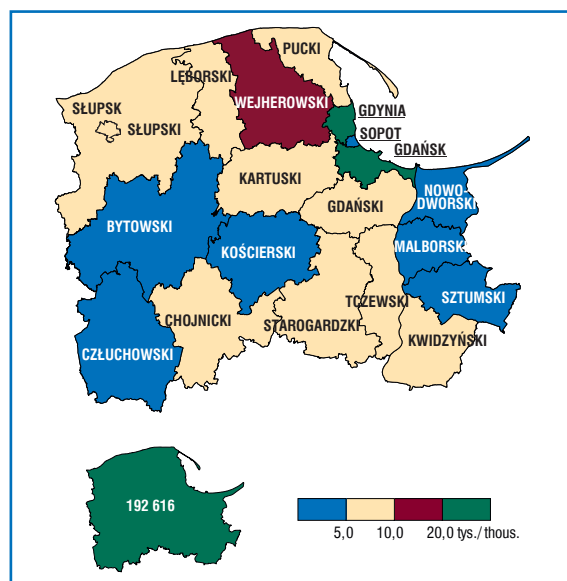 PUCKI
LĘBORSKI
WEJHEROWSKI
GDYNIA
SŁUPSK
SOPOT
SŁUPSKI
GDAŃSK
KARTUSKI
NOWO-
DWORSKI
GDAŃSKI
BYTOWSKI
KOŚCIERSKI
MALBORSKI
SZTUMSKI
TCZEWSKI
CHOJNICKI
STAROGARDZKI
KWIDZYŃSKI
CZŁUCHOWSKI
192 616
5,0 10,0 20,0 tys./ thous.